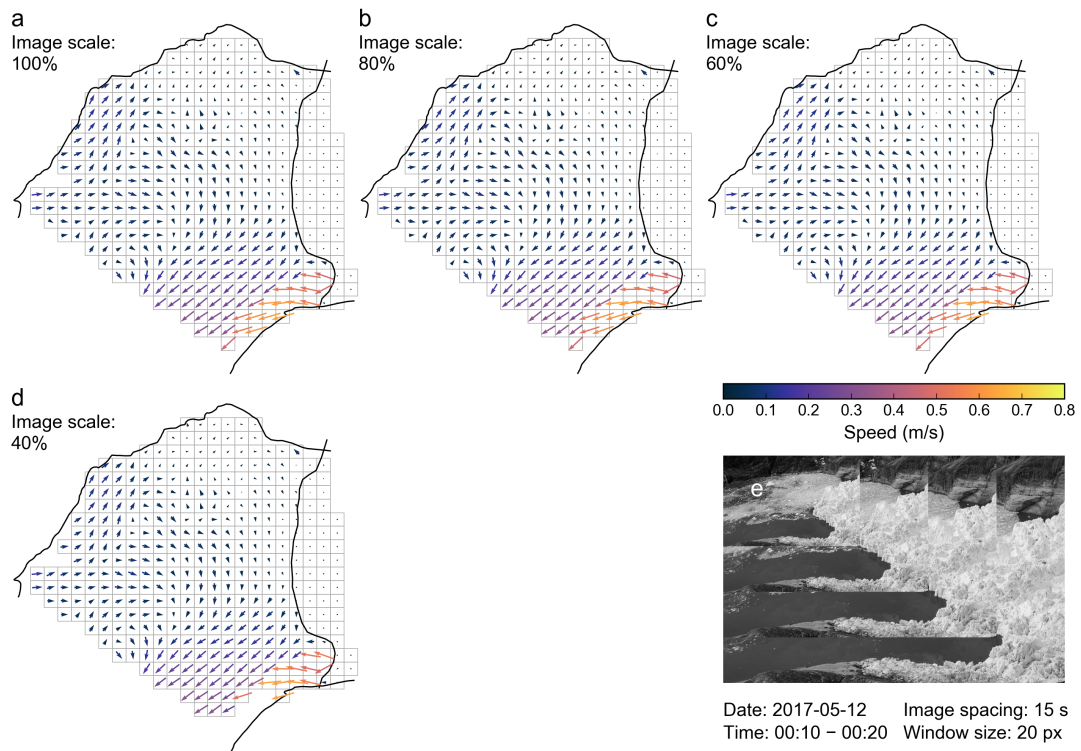 a
Image scale:
100%
b
Image scale:
80%
c
Image scale:
60%
d
Image scale:
40%
0.0 0.1 0.2 0.3 0.4 0.5 0.6 0.7 0.8
Speed (m/s)
e
Date: 2017-05-12 Image spacing: 15 s
Time: 00:10 − 00:20 Window size: 20 px